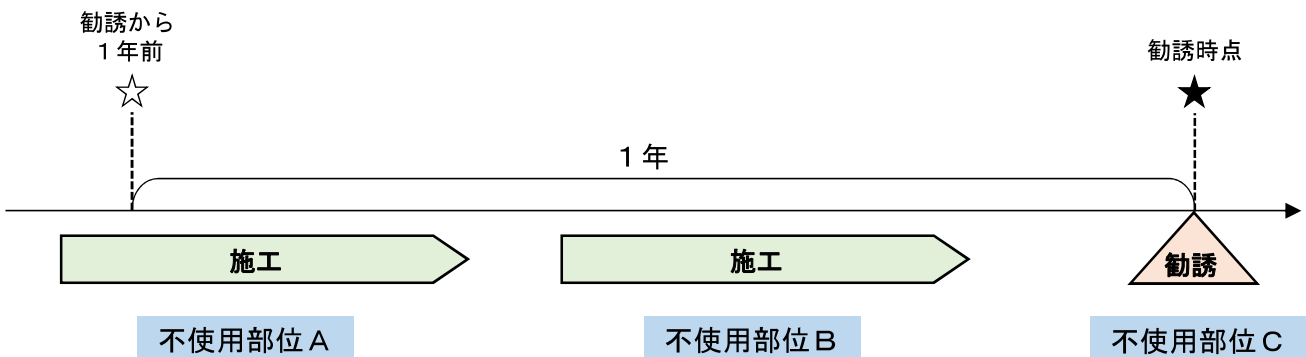 勧誘から
１年前
勧誘時点
☆
★
１年
施工
施工
勧誘
不使用部位Ａ
不使用部位Ｂ
不使用部位Ｃ